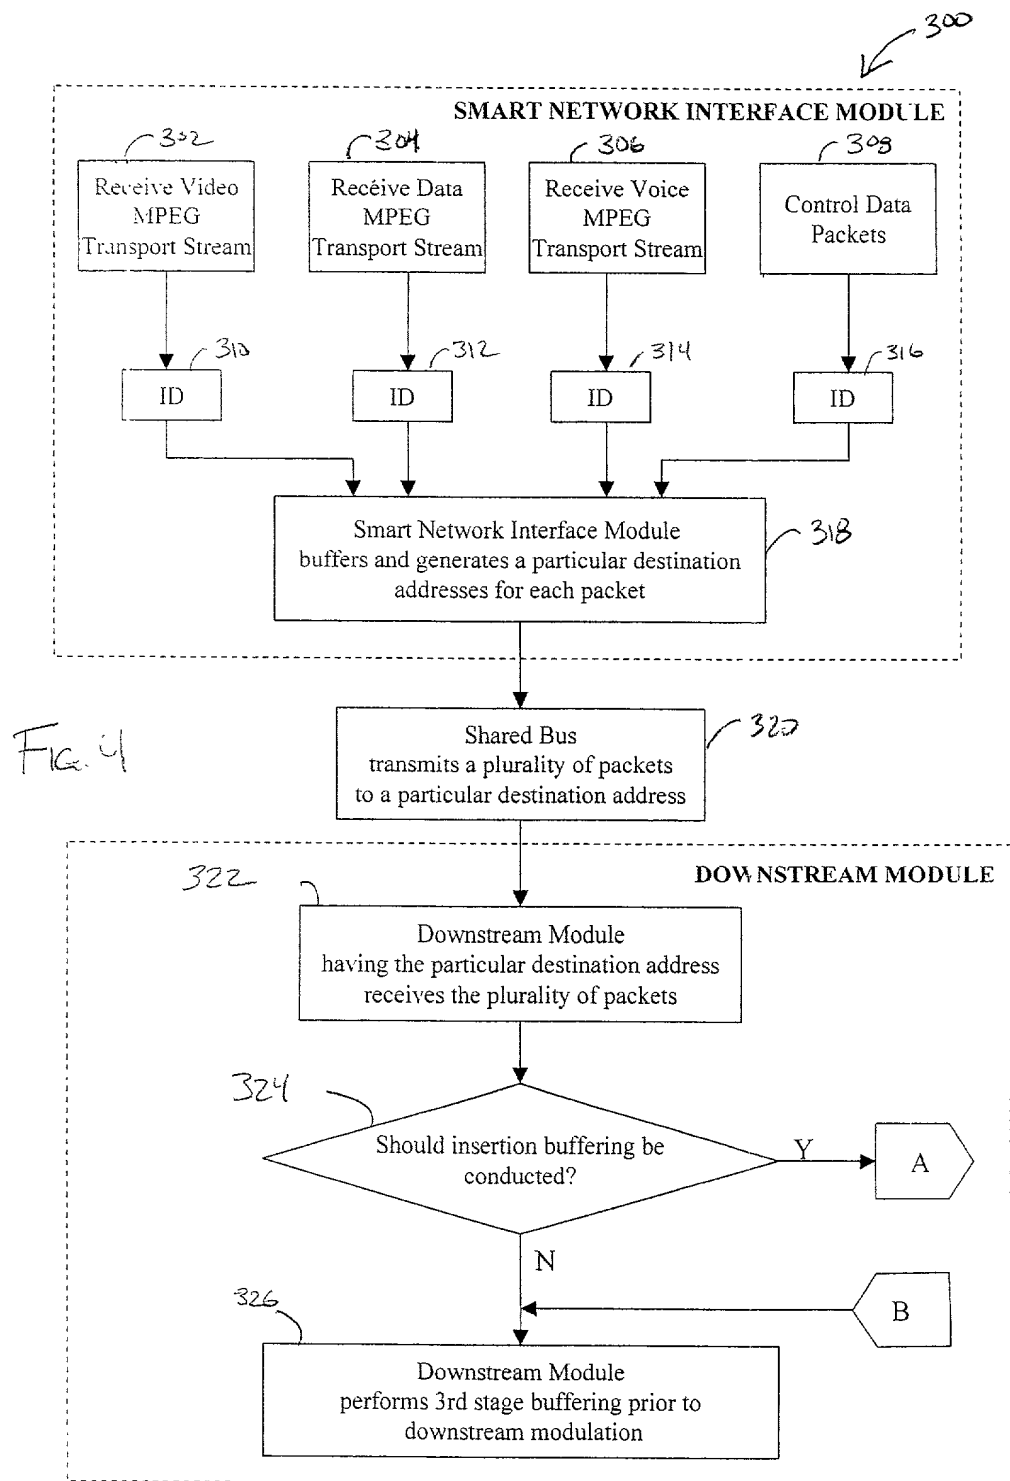 300
SMART NETWORK INTERFACE MODULE
302
304
306
308
Receive Video
MPEG
Transport Stream
Receive Data
MPEG
Transport Stream
Receive Voice
MPEG
Transport Stream
Control Data
Packets
310
312
314
316
ID
ID
ID
ID
Smart Network Interface Module
buffers and generates a particular destination
addresses for each packet
318
Shared Bus
transmits a plurality of packets
to a particular destination address
320
FIG. 4
DOWNSTREAM MODULE
322
Downstream Module
having the particular destination address
receives the plurality of packets
324
Should insertion buffering be
conducted?
Y
A
N
B
326
Downstream Module
performs 3rd stage buffering prior to
downstream modulation